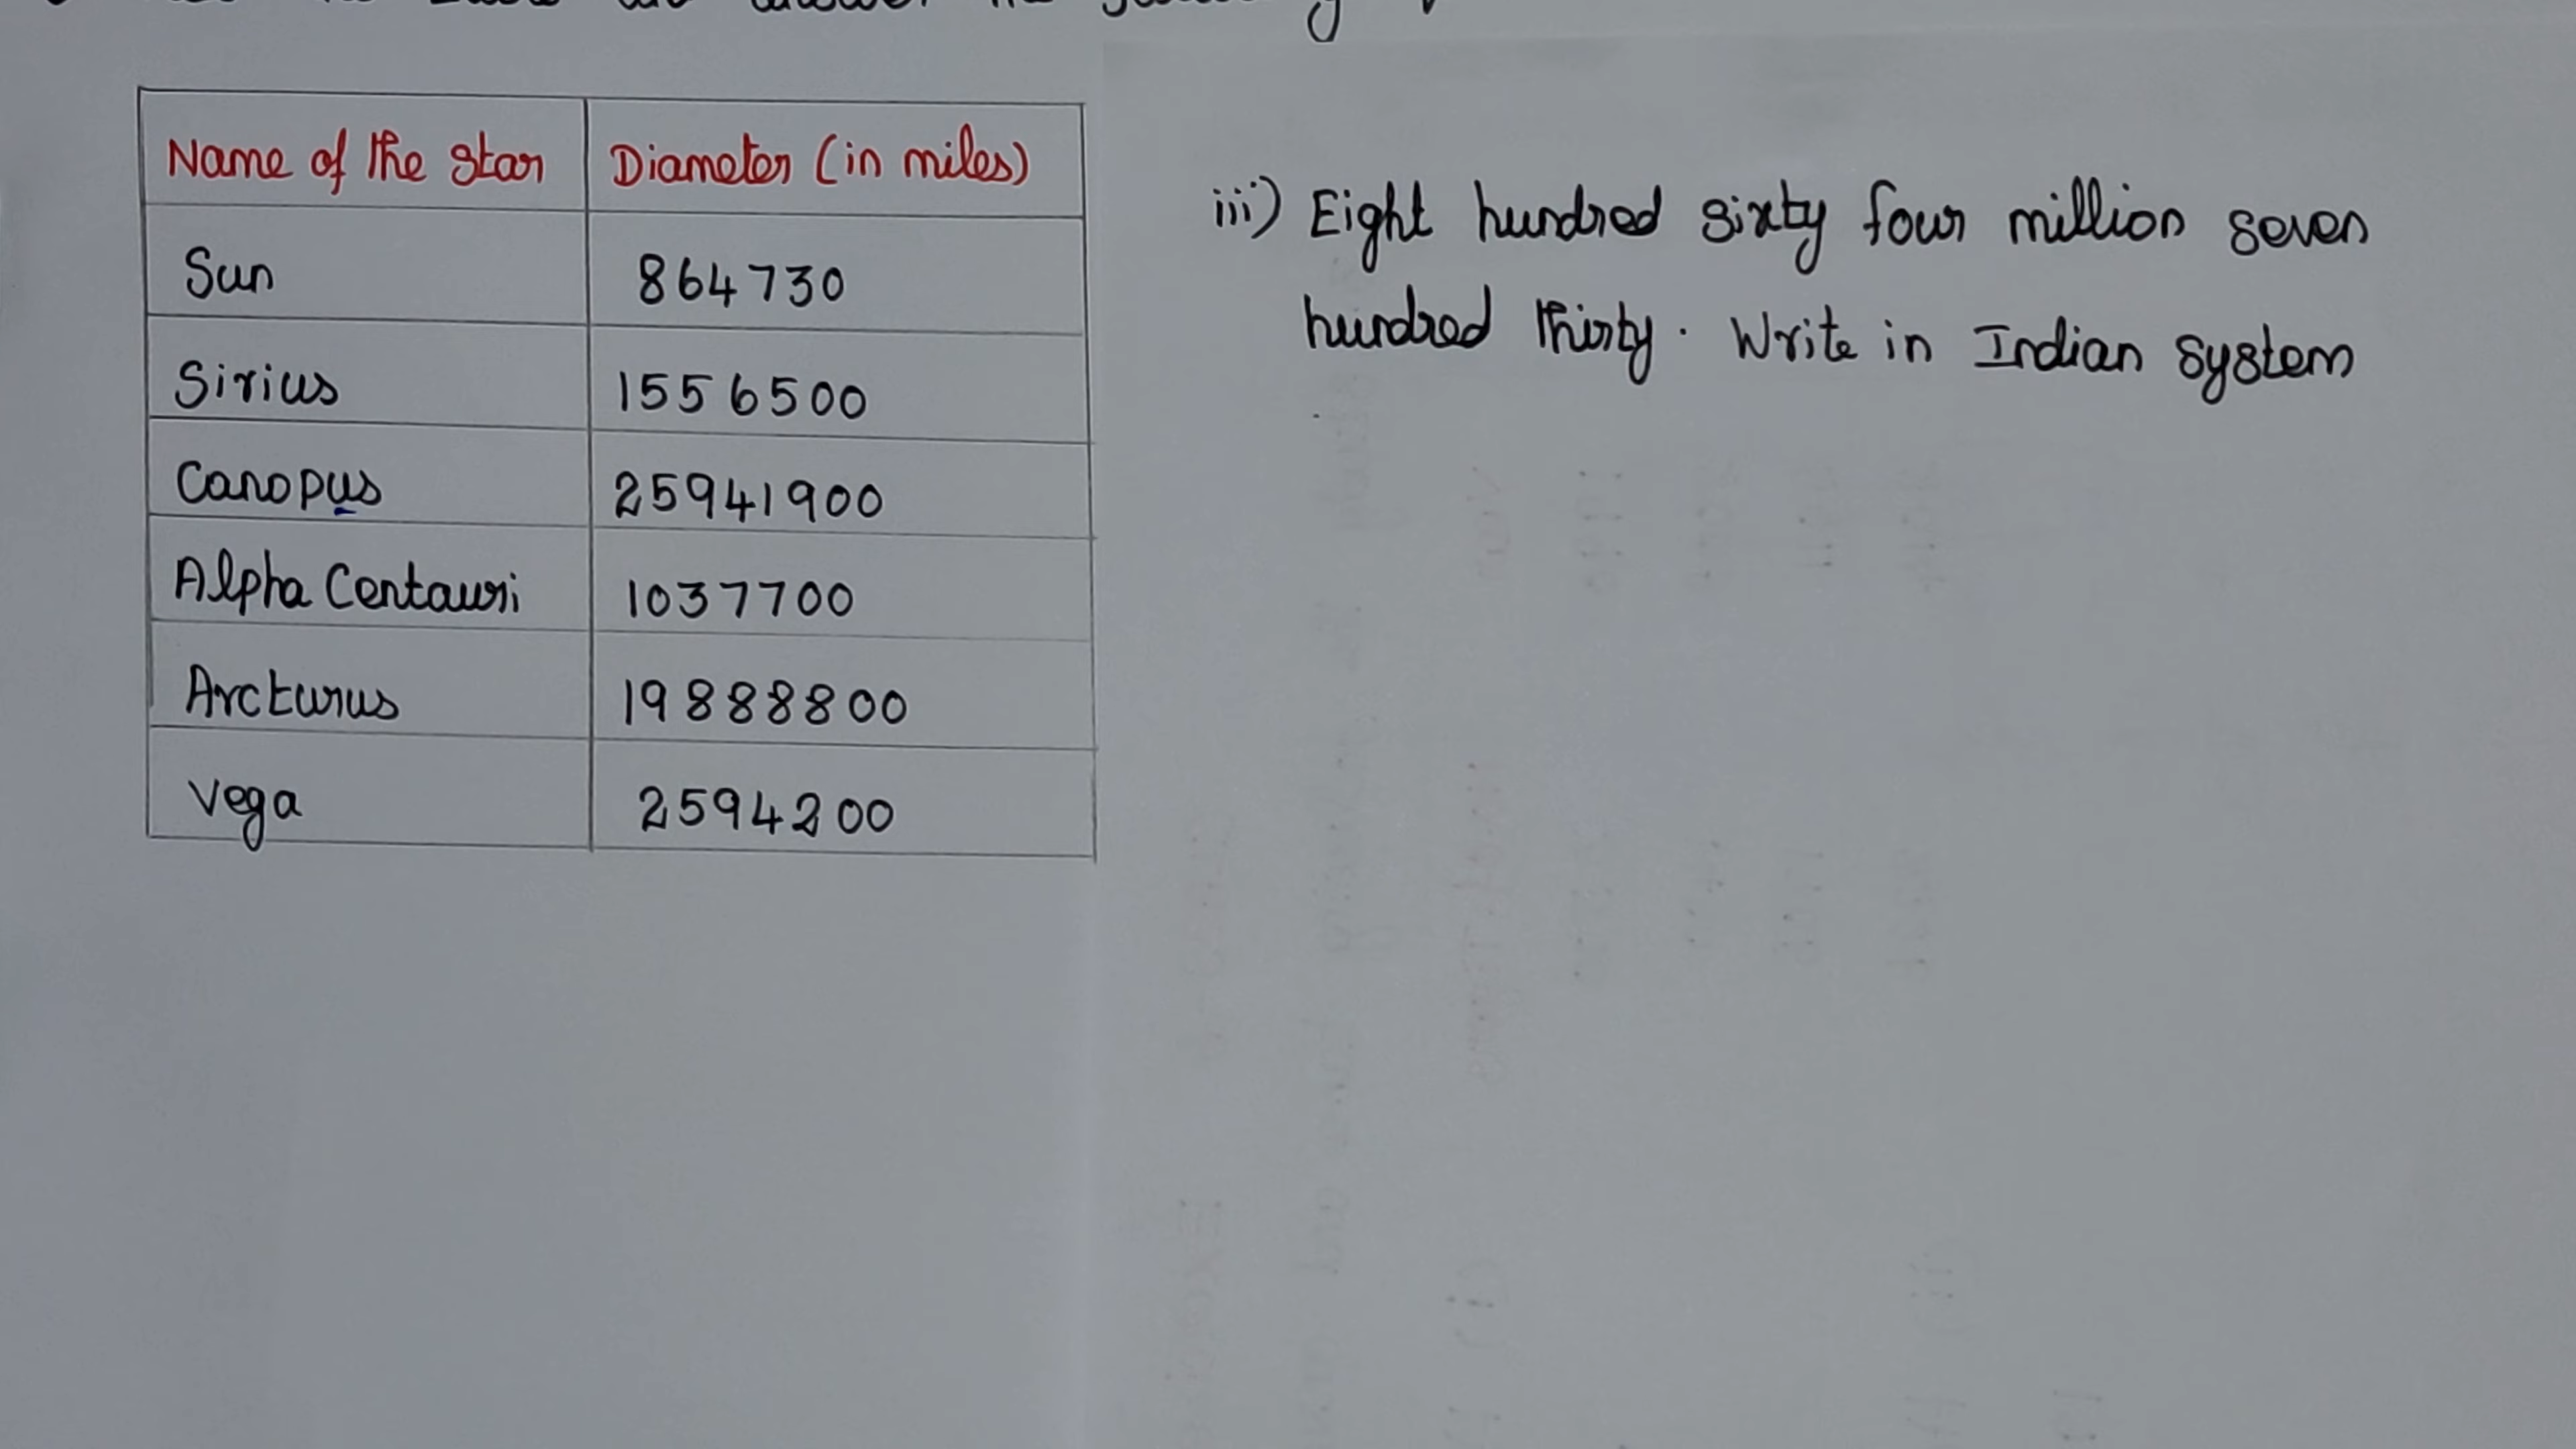 Name of the star Diameter (in miles)
Sun 864730
Sirius 1556500
Canopus 25941900
Alpha Centauri 1037700
Arcturus 19888800
Vega 2594200
iii) Eight hundred sixty four million seven
hundred thirty. Write in Indian system